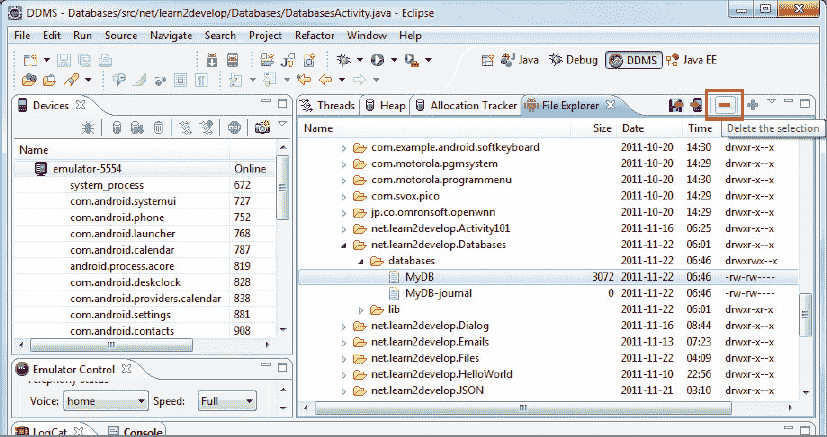 DDMS - Databases/src/net/learn2develop/Databases/DatabasesActivity.java - Eclipse
File Edit Run Source Navigate Search Project Refactor Window Help
Java Debug DDMS Java EE
Devices
Name
emulator-5554 Online
system_process 672
com.android.systemui 727
com.android.phone 752
com.android.launcher 768
com.android.calendar 787
android.process.acore 819
com.android.deskclock 828
com.android.providers.calendar 838
com.android.settings 881
com.android.contacts 908
Emulator Control
Telephony Status
Voice: home Speed: Full
LogCat Console
Threads Heap Allocation Tracker File Explorer
Delete the selection
Name Size Date Time
com.example.android.softkeyboard 2011-10-20 14:30 drwxr-x--x
com.motorola.pgmsystem 2011-10-20 14:29 drwxr-x--x
com.motorola.programmenu 2011-10-20 14:30 drwxr-x--x
com.svox.pico 2011-10-20 14:29 drwxr-x--x
jp.co.omronsoft.openwnn 2011-10-20 14:29 drwxr-x--x
net.learn2develop.Activity101 2011-11-16 06:25 drwxr-x--x
net.learn2develop.Databases 2011-11-22 06:01 drwxr-x--x
databases 2011-11-22 06:46 drwxrwx--x
MyDB 3072 2011-11-22 06:46 -rw-rw----
MyDB-journal 0 2011-11-22 06:46 -rw-rw----
lib 2011-11-22 06:01 drwxr-xr-x
net.learn2develop.Dialog 2011-11-16 08:44 drwxr-x--x
net.learn2develop.Emails 2011-11-13 07:23 drwxr-x--x
net.learn2develop.Files 2011-11-22 04:09 drwxr-x--x
net.learn2develop.HelloWorld 2011-11-10 22:56 drwxr-x--x
net.learn2develop.JSON 2011-11-21 03:10 drwxr-x--x